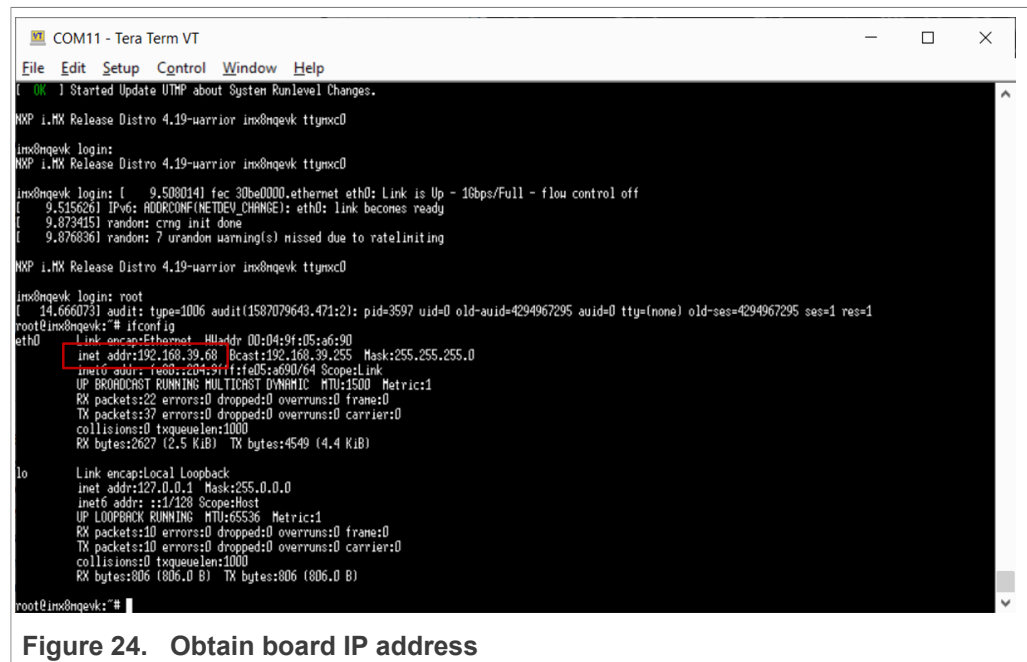 COM11 - Tera Term VT
File Edit Setup Control Window Help
[ OK ] Started Update UTMP about System Runlevel Changes.
NXP i.MX Release Distro 4.19-warrior imx8mqevk ttymxc0
imx8mqevk login:
NXP i.MX Release Distro 4.19-warrior imx8mqevk ttymxc0
imx8mqevk login: [ 9.508014] fec 30be0000.ethernet eth0: Link is Up - 1Gbps/Full - flow control off
[ 9.515626] IPv6: ADDRCONF(NETDEV_CHANGE): eth0: link becomes ready
[ 9.873415] random: crng init done
[ 9.876836] random: 7 urandom warning(s) missed due to ratelimiting
NXP i.MX Release Distro 4.19-warrior imx8mqevk ttymxc0
imx8mqevk login: root
[ 14.666073] audit: type=1006 audit(1587079643.471:2): pid=3597 uid=0 old-auid=4294967295 auid=0 tty=(none) old-ses=4294967295 ses=1 res=1
root@imx8mqevk:~# ifconfig
eth0 Link encap:Ethernet HWaddr 00:04:9f:05:a6:90
inet addr:192.168.39.68 Bcast:192.168.39.255 Mask:255.255.255.0
inet6 addr: fe80::204:9fff:fe05:a690/64 Scope:Link
UP BROADCAST RUNNING MULTICAST DYNAMIC MTU:1500 Metric:1
RX packets:22 errors:0 dropped:0 overruns:0 frame:0
TX packets:37 errors:0 dropped:0 overruns:0 carrier:0
collisions:0 txqueuelen:1000
RX bytes:2627 (2.5 KiB) TX bytes:4549 (4.4 KiB)
lo Link encap:Local Loopback
inet addr:127.0.0.1 Mask:255.0.0.0
inet6 addr: ::1/128 Scope:Host
UP LOOPBACK RUNNING MTU:65536 Metric:1
RX packets:10 errors:0 dropped:0 overruns:0 frame:0
TX packets:10 errors:0 dropped:0 overruns:0 carrier:0
collisions:0 txqueuelen:1000
RX bytes:806 (806.0 B) TX bytes:806 (806.0 B)
root@imx8mqevk:~#
Figure 24. Obtain board IP address